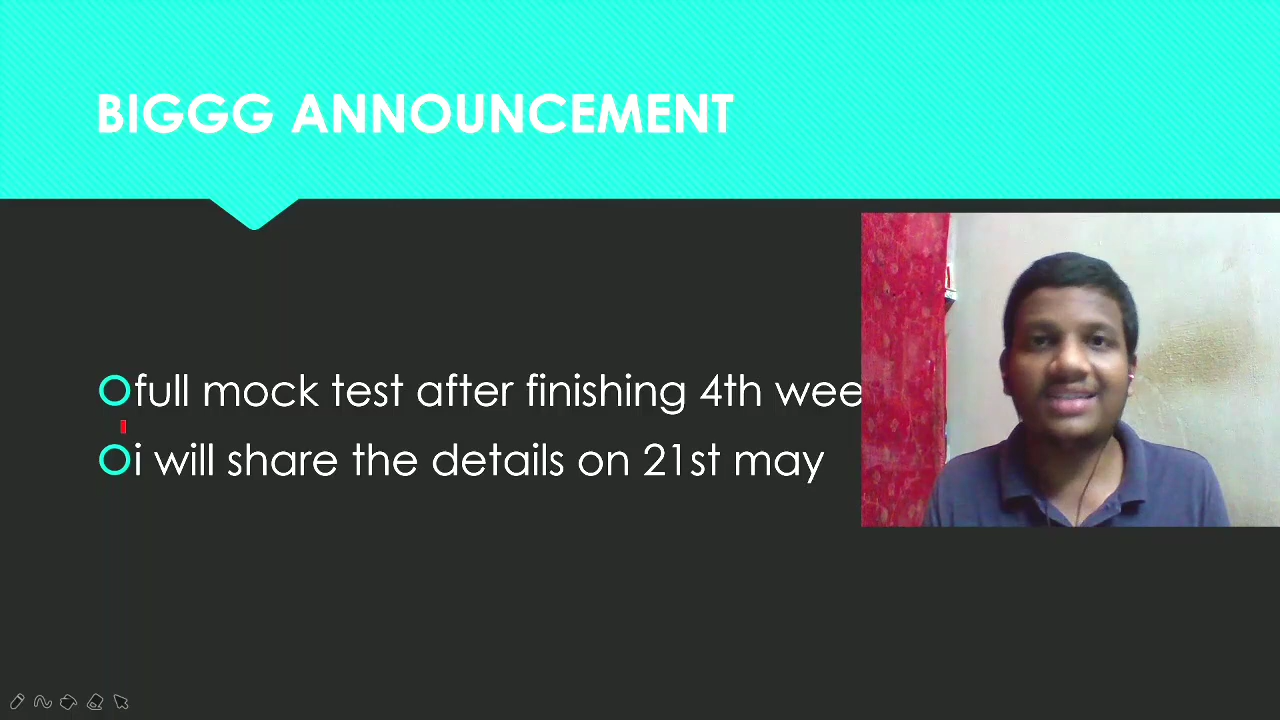 BIGGG ANNOUNCEMENT
full mock test after finishing 4th wee
i will share the details on 21st may